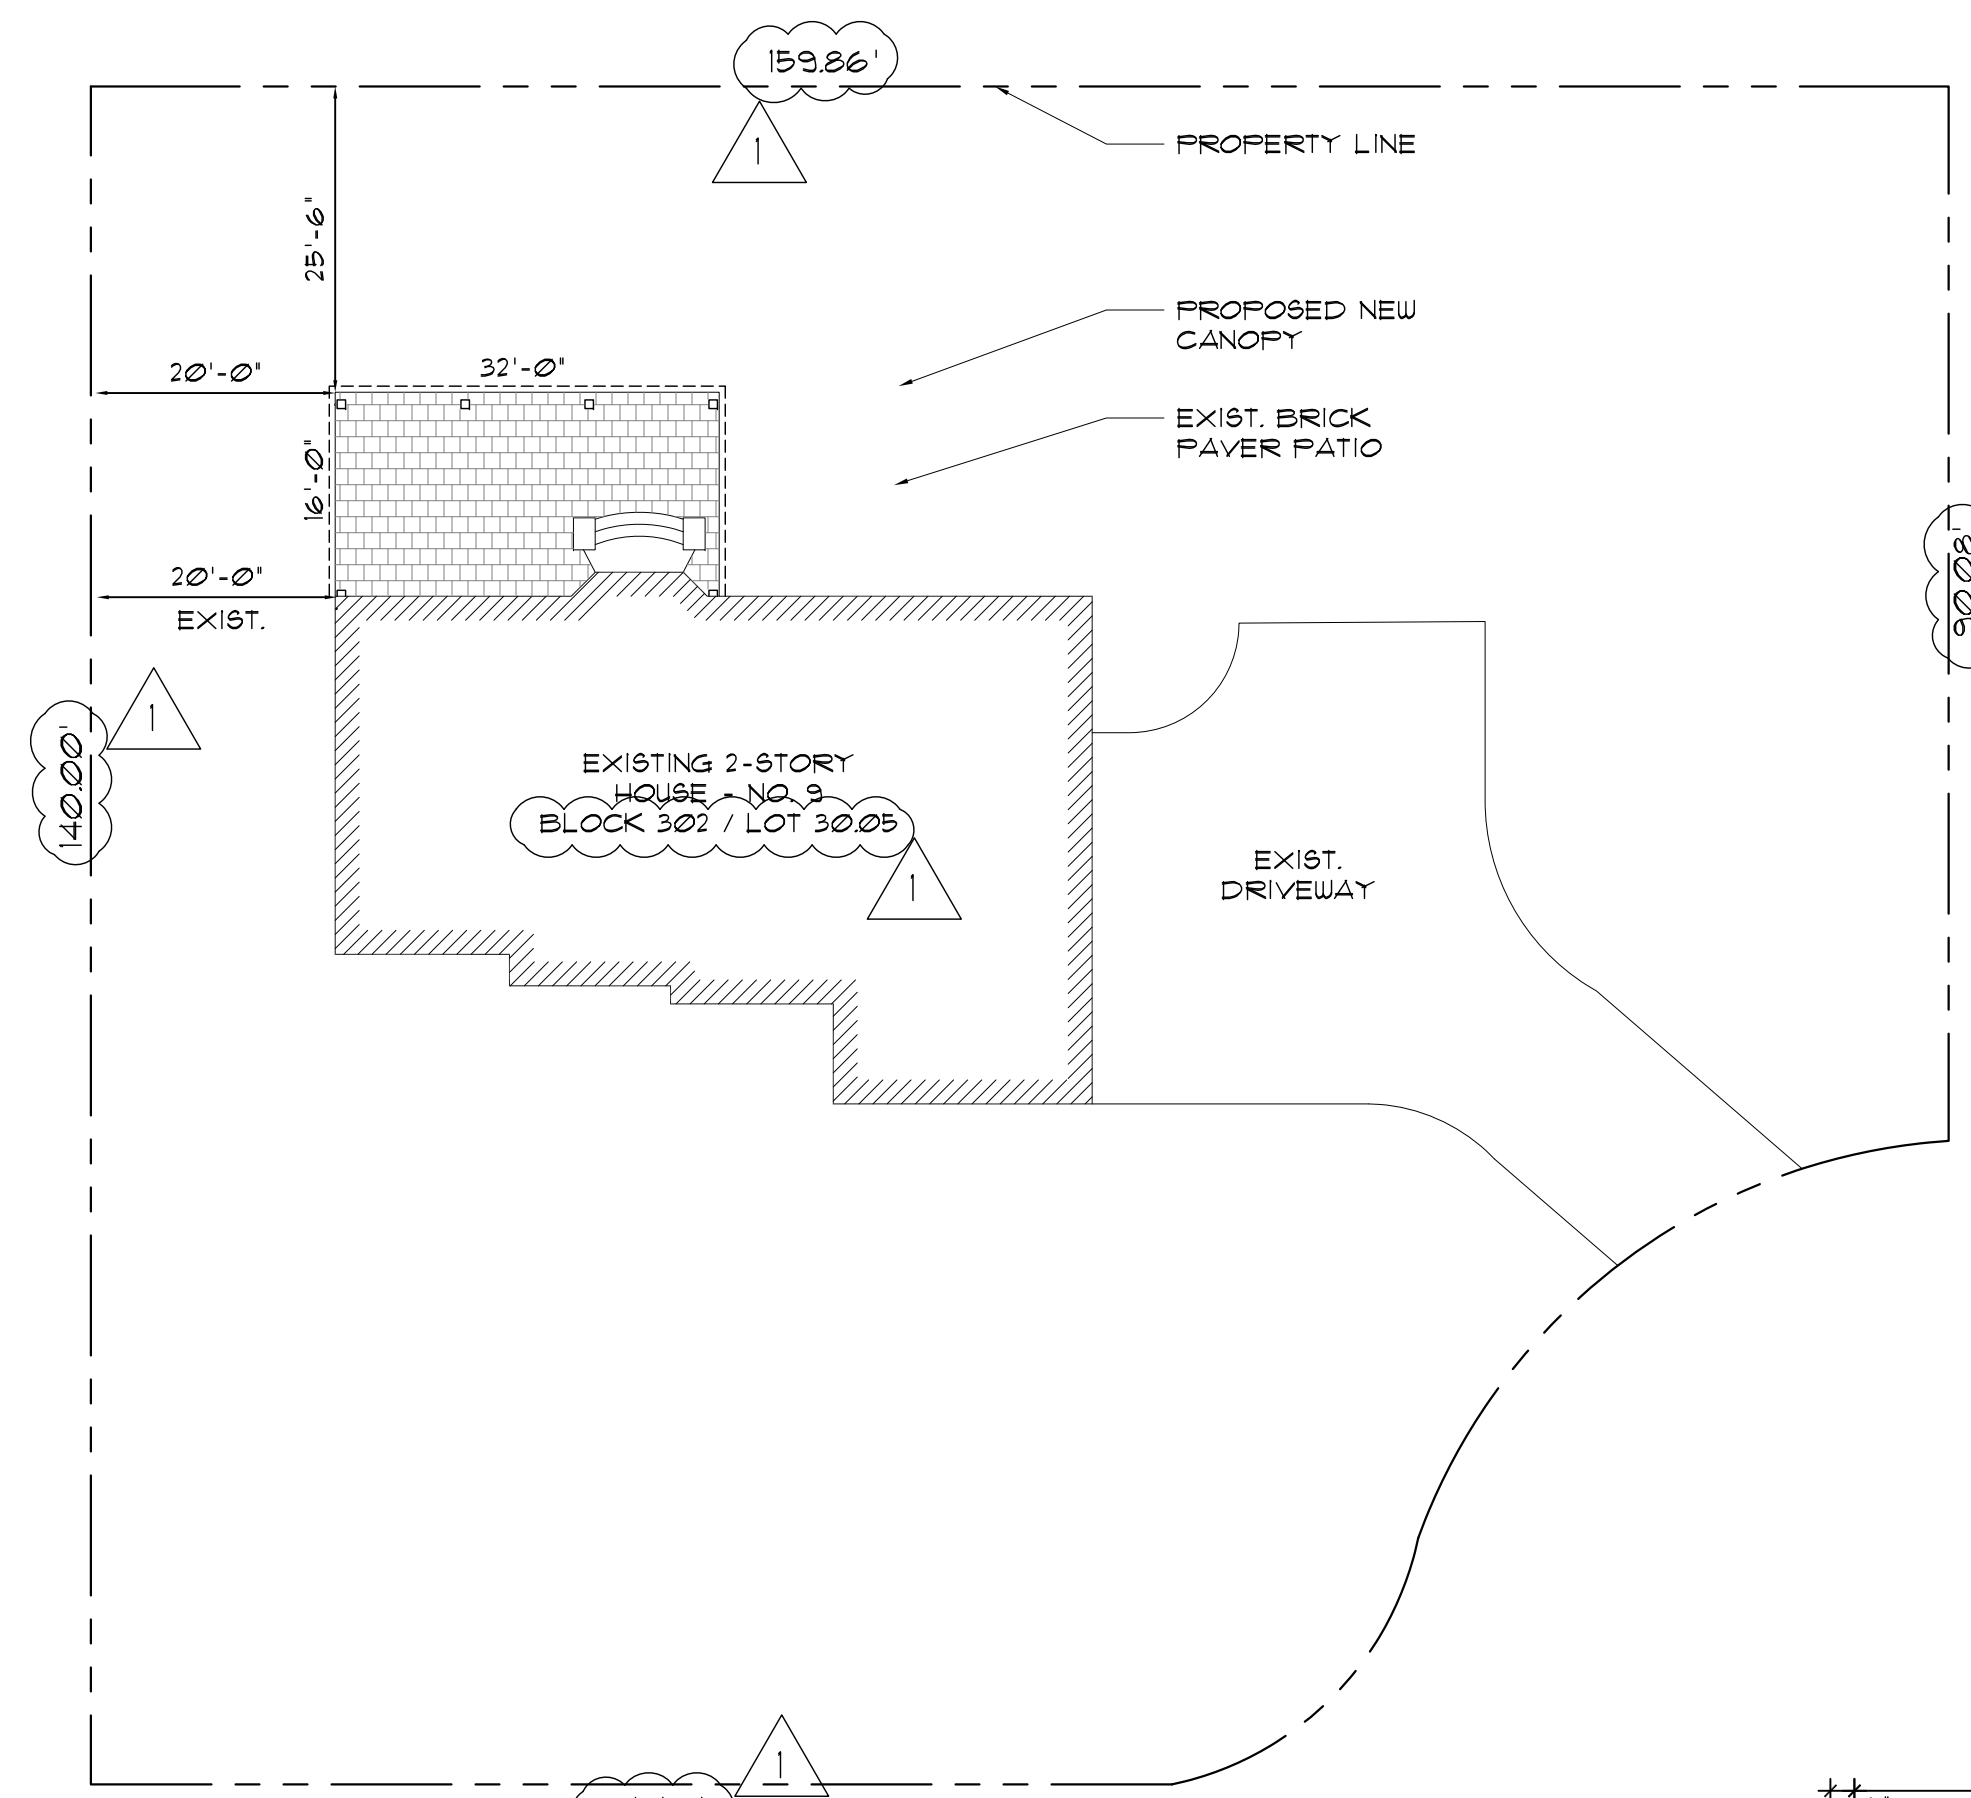 159.86'
1
PROPERTY LINE
25'-6"
PROPOSED NEW
CANOPY
20'-0"
32'-0"
EXIST. BRICK
PAVER PATIO
16'-0"
90.08'
20'-0"
EXIST.
1
140.00'
EXISTING 2-STORY
HOUSE - NO. 9
BLOCK 302 / LOT 30.05
1
EXIST.
DRIVEWAY
1